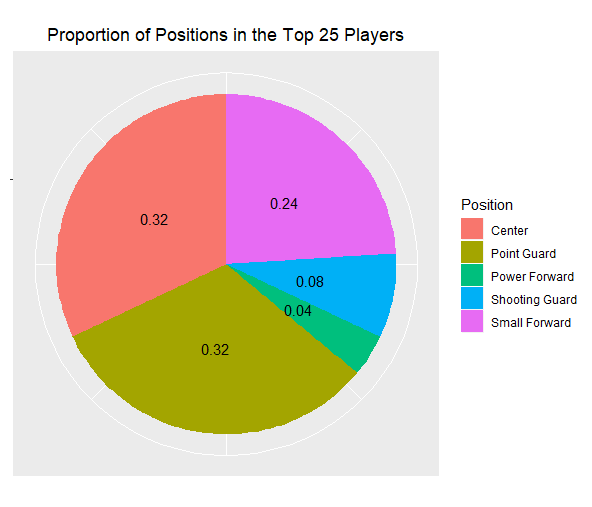 Proportion of Positions in the Top 25 Players
0.32
0.24
0.08
0.04
0.32
Position
Center
Point Guard
Power Forward
Shooting Guard
Small Forward